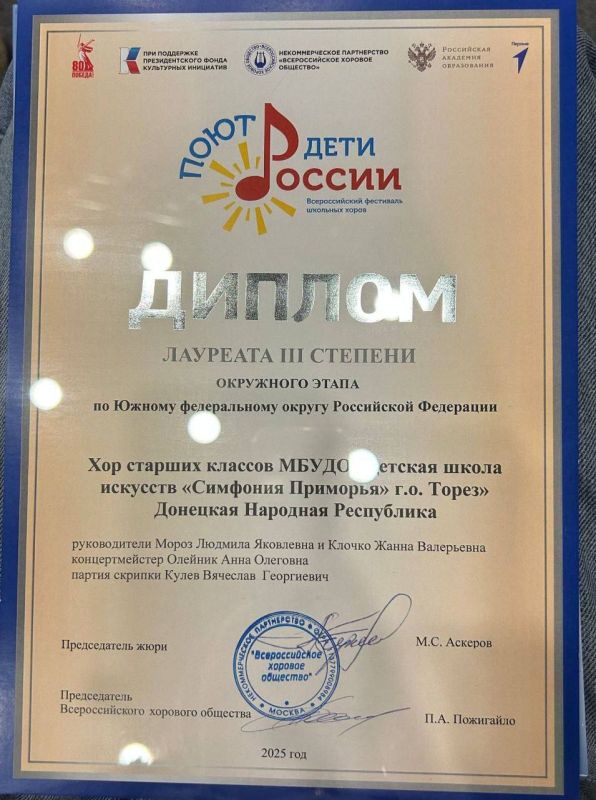 80
ПОБЕДА!
ПРИ ПОДДЕРЖКЕ
ПРЕЗИДЕНТСКОГО ФОНДА
КУЛЬТУРНЫХ ИНИЦИАТИВ
НЕКОММЕРЧЕСКОЕ ПАРТНЕРСТВО
«ВСЕРОССИЙСКОЕ ХОРОВОЕ
ОБЩЕСТВО»
Российская
академия
образования
Первые
ПОЮТ ДЕТИ
РОССИИ
Всероссийский фестиваль
школьных хоров
ДИПЛОМ
ЛАУРЕАТА III СТЕПЕНИ
ОКРУЖНОГО ЭТАПА
по Южному федеральному округу Российской Федерации
Хор старших классов МБУДО «Детская школа
искусств «Симфония Приморья» г.о. Торез»
Донецкая Народная Республика
руководители Мороз Людмила Яковлевна и Клочко Жанна Валерьевна
концертмейстер Олейник Анна Олеговна
партия скрипки Кулев Вячеслав Георгиевич
Председатель жюри
М.С. Аскеров
НЕКОММЕРЧЕСКОЕ ПАРТНЕРСТВО
"Всероссийское
хоровое
общество"
МОСКВА
Председатель
Всероссийского хорового общества
П.А. Пожигайло
2025 год